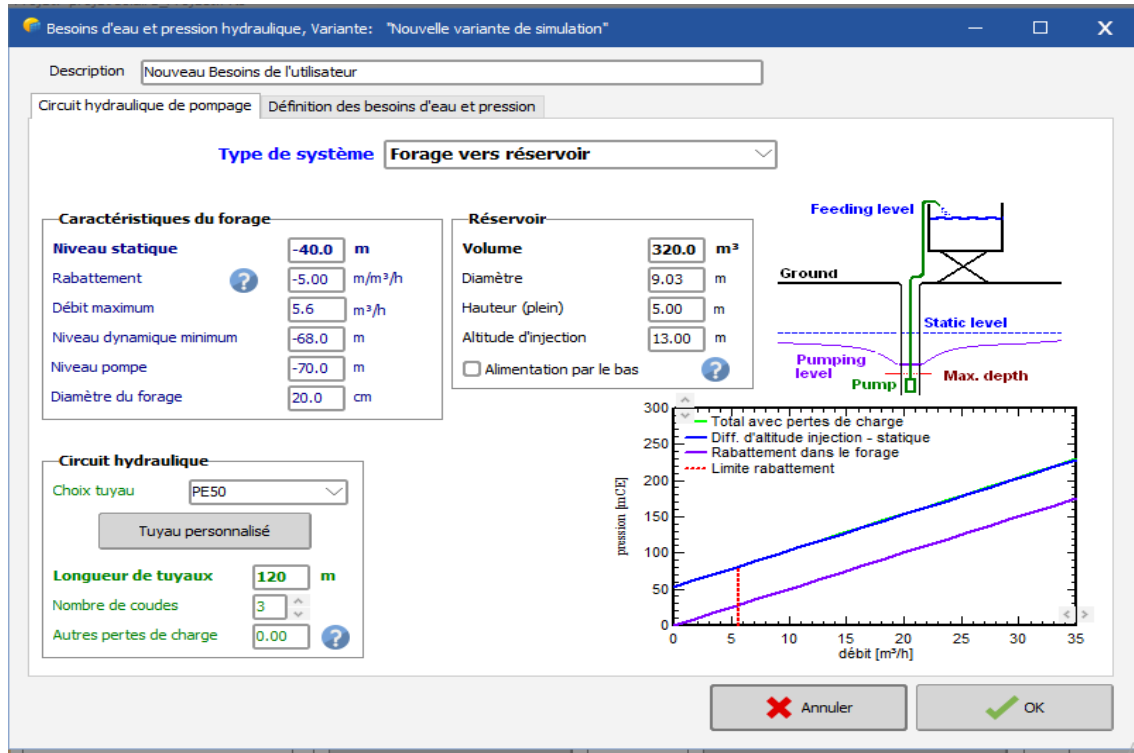 Besoins d'eau et pression hydraulique, Variante: "Nouvelle variante de simulation"
Description Nouveau Besoins de l'utilisateur
Circuit hydraulique de pompage Définition des besoins d'eau et pression
Type de système Forage vers réservoir
Caractéristiques du forage
Niveau statique -40.0 m
Rabattement ? -5.00 m/m³/h
Débit maximum 5.6 m³/h
Niveau dynamique minimum -68.0 m
Niveau pompe -70.0 m
Diamètre du forage 20.0 cm
Réservoir
Volume 320.0 m³
Diamètre 9.03 m
Hauteur (plein) 5.00 m
Altitude d'injection 13.00 m
Alimentation par le bas ?
Feeding level
Ground
Static level
Pumping
level
Pump
Max. depth
Circuit hydraulique
Choix tuyau PE50
Tuyau personnalisé
Longueur de tuyaux 120 m
Nombre de coudes 3
Autres pertes de charge 0.00 ?
Total avec pertes de charge
Diff. d'altitude injection - statique
Rabattement dans le forage
Limite rabattement
pression [mCE]
300
250
200
150
100
50
0
0 5 10 15 20 25 30 35
débit [m³/h]
Annuler OK